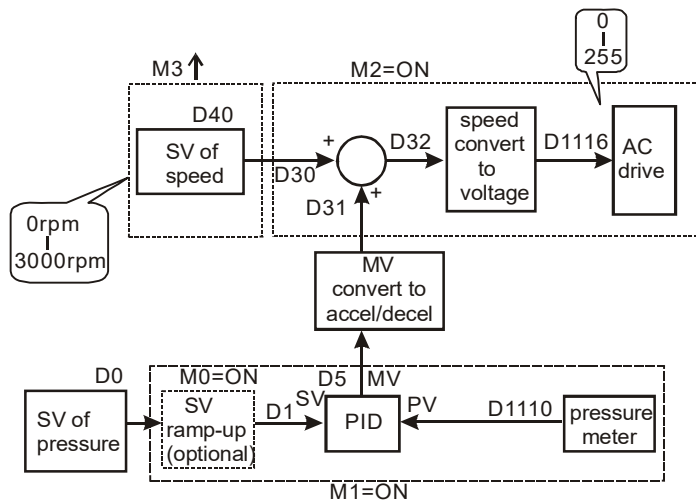 0
255
M3
M2=ON
D40
SV of
speed
+
D30
D32
+
D31
speed
convert
to
voltage
D1116
AC
drive
0rpm
3000rpm
MV
convert to
accel/decel
D0
SV of
pressure
M0=ON
SV
ramp-up
(optional)
D1
SV
D5
MV
PID
PV
D1110
pressure
meter
M1=ON